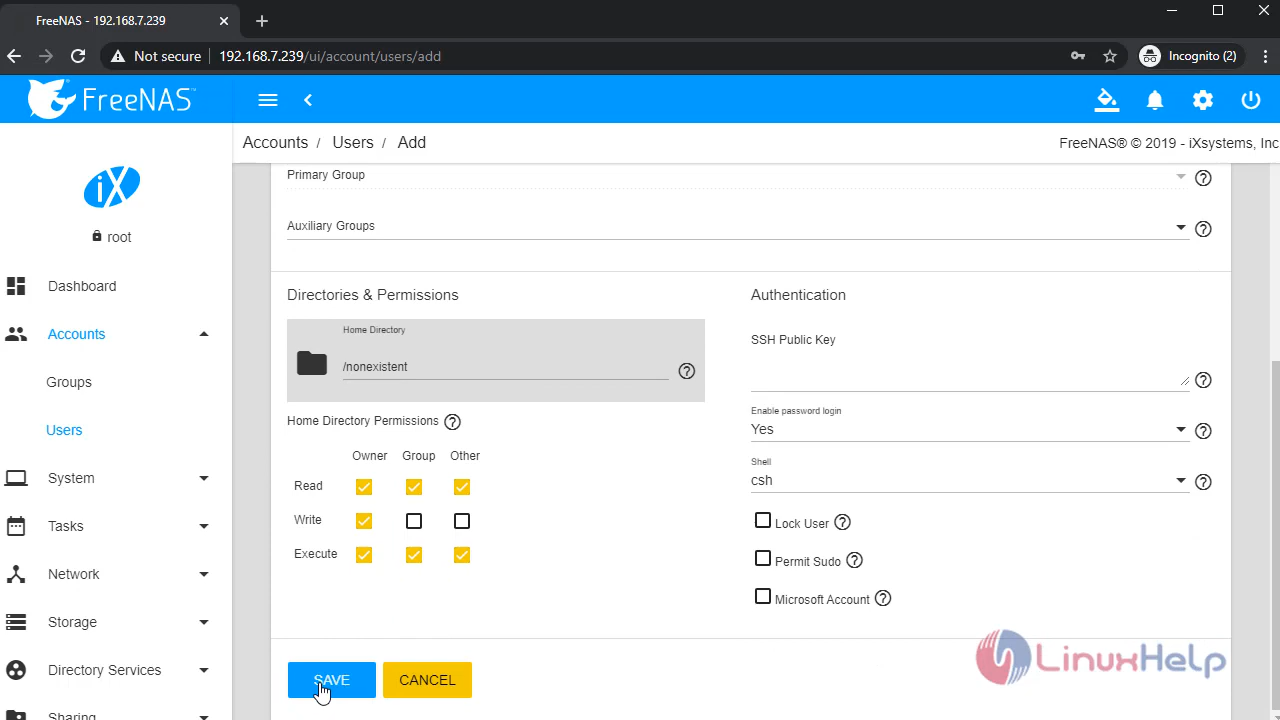 FreeNAS - 192.168.7.239
Not secure 192.168.7.239/ui/account/users/add Incognito (2)
FreeNAS
Accounts / Users / Add FreeNAS® © 2019 - iXsystems, Inc
iX
root
Dashboard
Accounts
Groups
Users
System
Tasks
Network
Storage
Directory Services
Sharing
Primary Group
Auxiliary Groups
Directories & Permissions
Home Directory
/nonexistent
Home Directory Permissions
Owner Group Other
Read
Write
Execute
Authentication
SSH Public Key
Enable password login
Yes
Shell
csh
Lock User
Permit Sudo
Microsoft Account
SAVE CANCEL
LinuxHelp